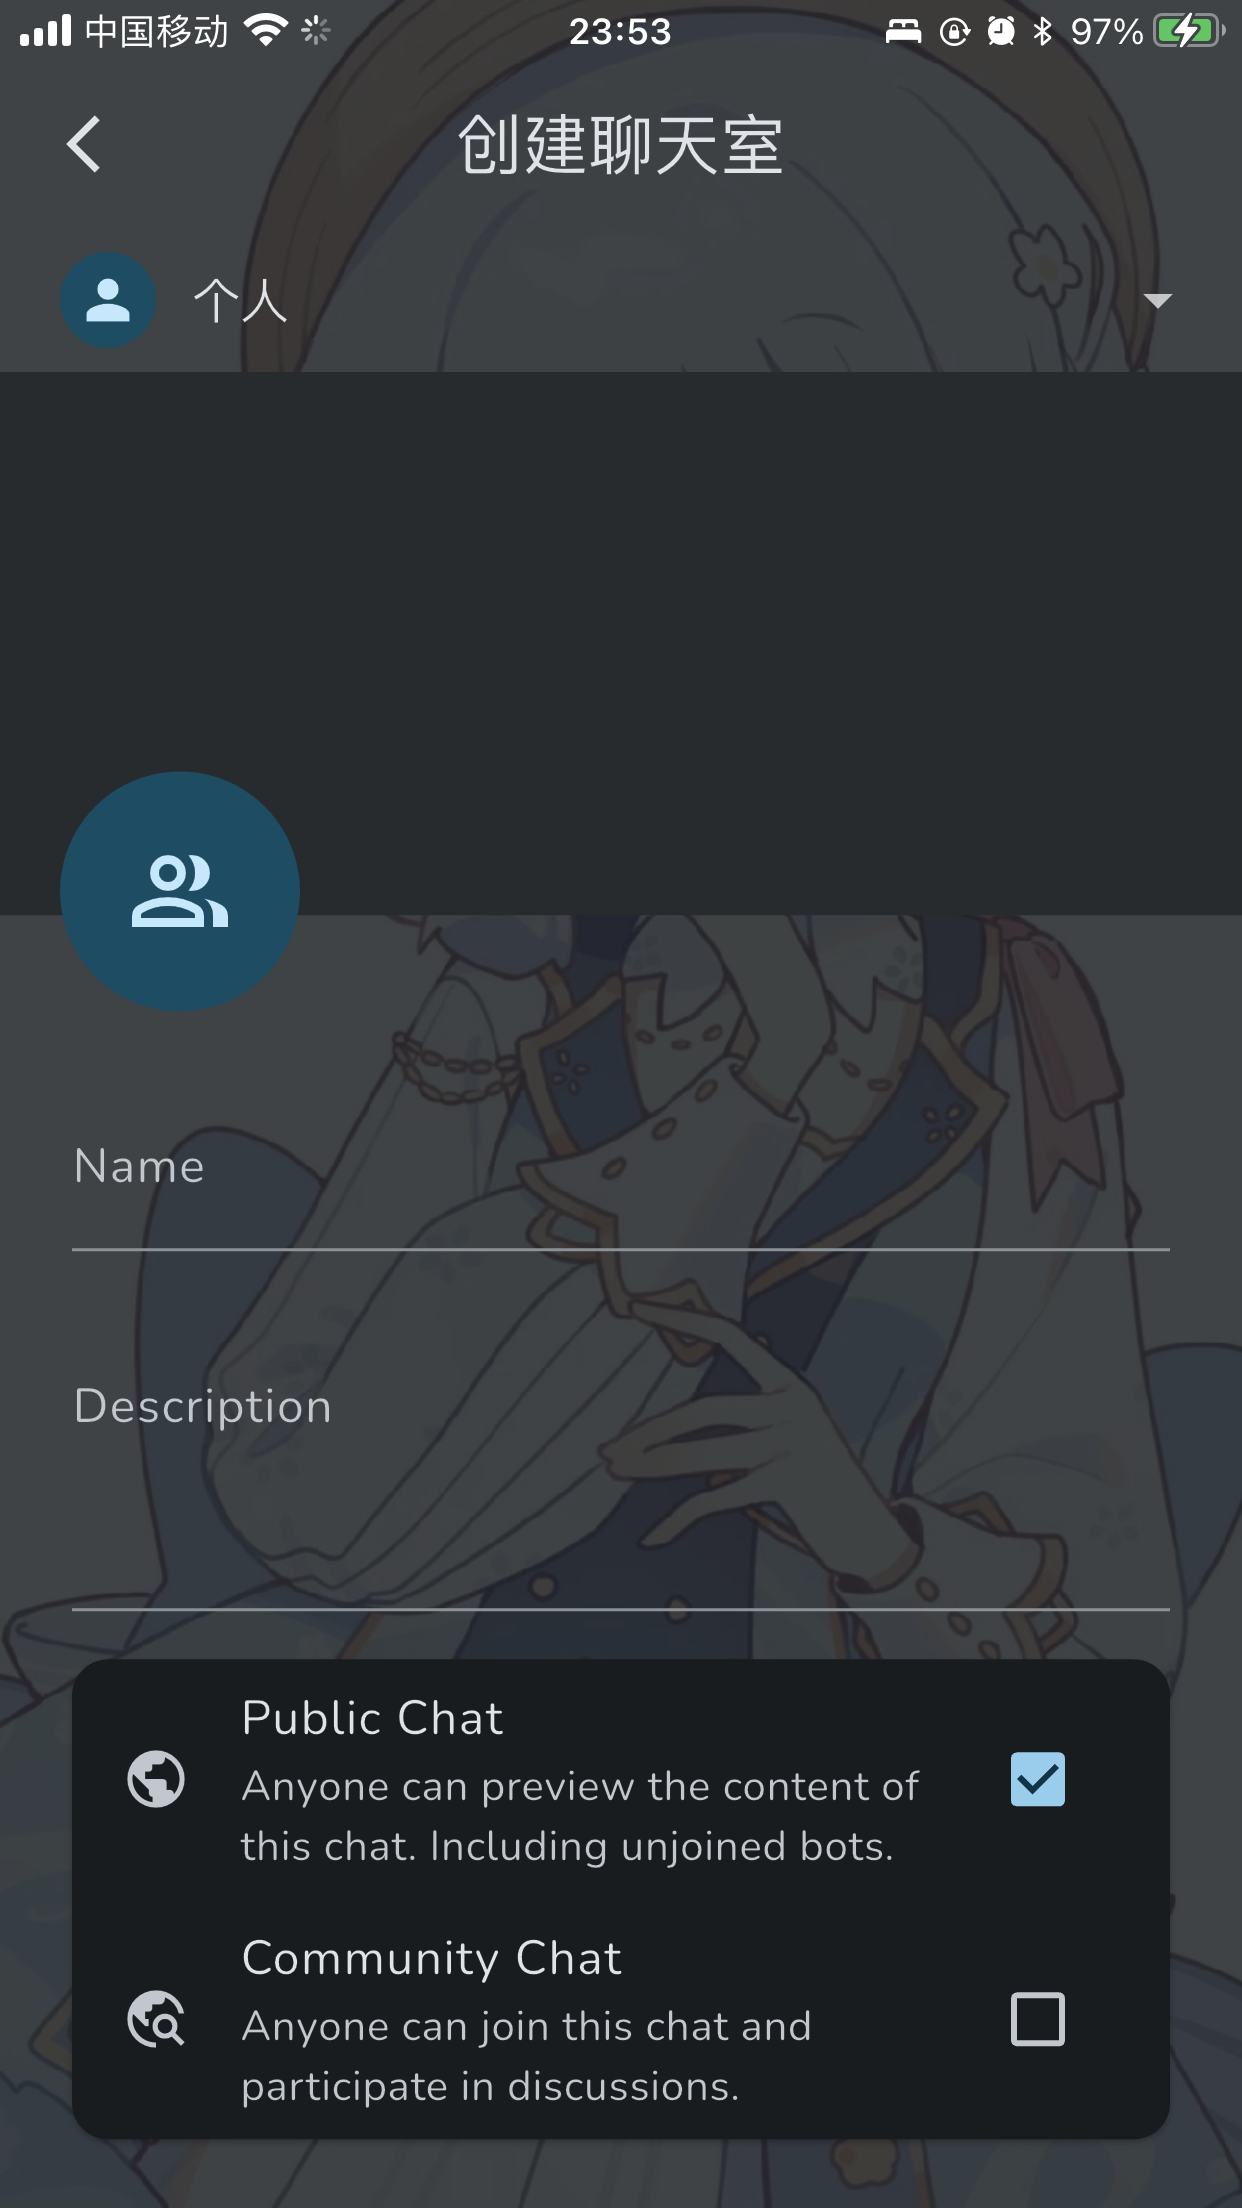 中国移动
23:53
97%
创建聊天室
个人
Name
Description
Public Chat
Anyone can preview the content of
this chat. Including unjoined bots.
Community Chat
Anyone can join this chat and
participate in discussions.